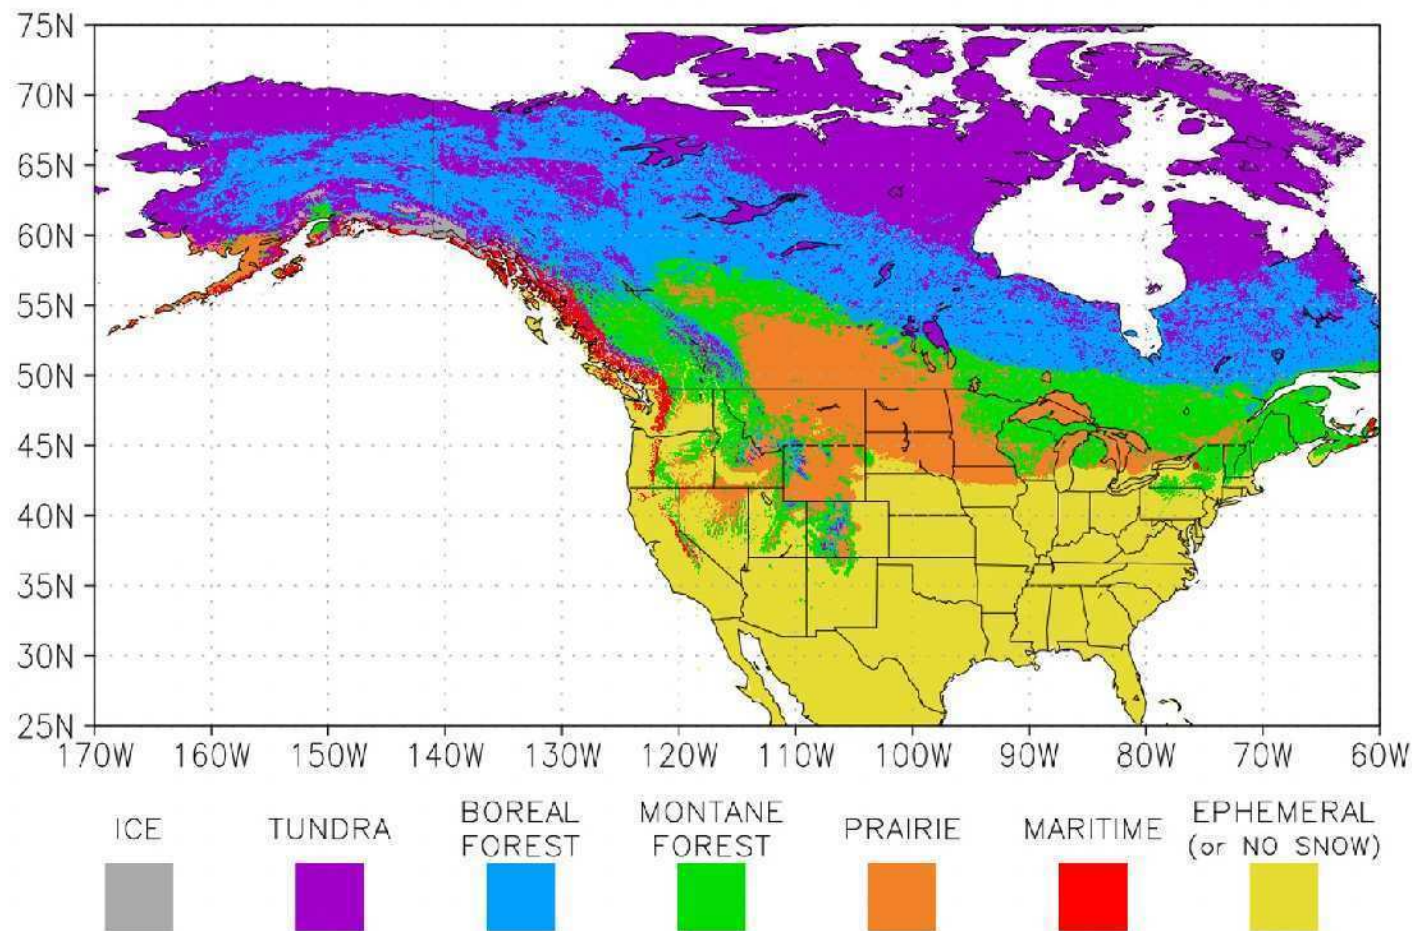 75N
70N
65N
60N
55N
50N
45N
40N
35N
30N
25N
170W 160W 150W 140W 130W 120W 110W 100W 90W 80W 70W 60W
ICE
TUNDRA
BOREAL
FOREST
MONTANE
FOREST
PRAIRIE
MARITIME
EPHEMERAL
(or NO SNOW)